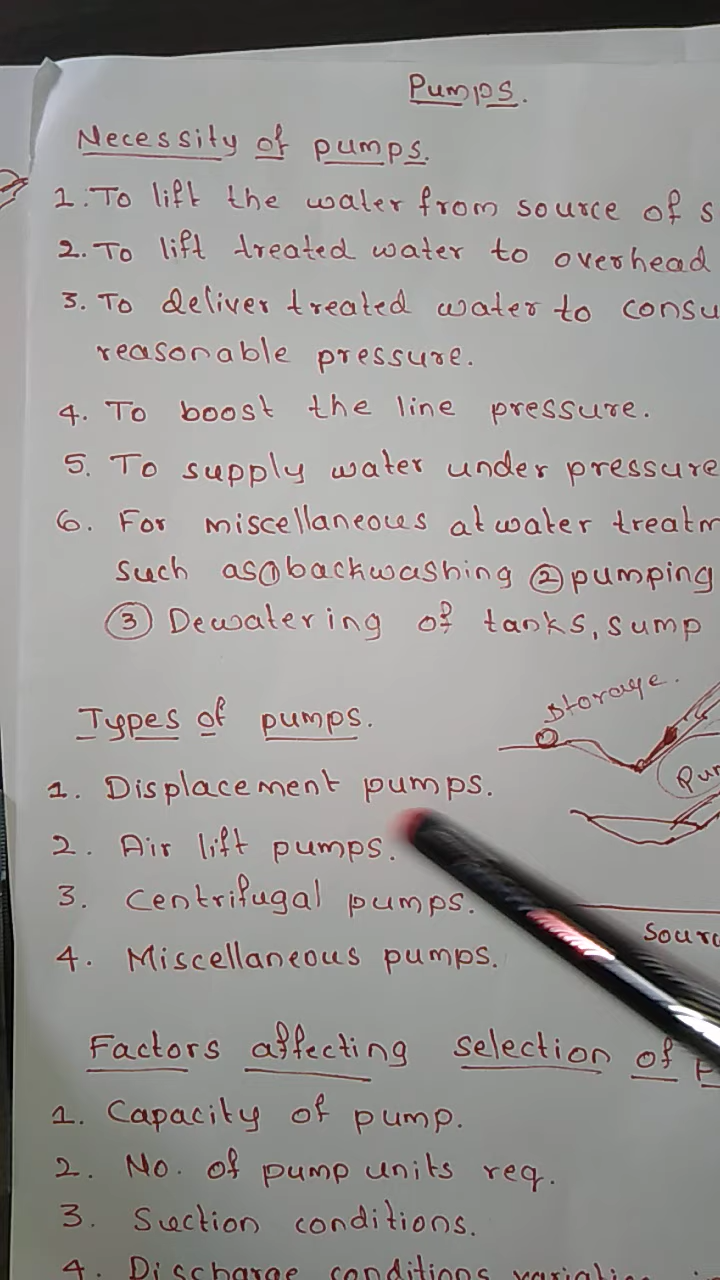 Pumps.
Necessity of pumps.
1. To lift the water from source of s
2. To lift treated water to overhead
3. To deliver treated water to consu
reasonable pressure.
4. To boost the line pressure.
5. To supply water under pressure
6. For miscellaneous at water treatm
such as ① backwashing ② pumping
③ Dewatering of tanks, sump
Storage.
Types of pumps.
Pum
1. Displacement pumps.
2. Air lift pumps.
3. Centrifugal pumps.
Sourc
4. Miscellaneous pumps.
Factors affecting selection of P
1. Capacity of pump.
2. No. of pump units req.
3. Suction conditions.
4. Discharge conditions